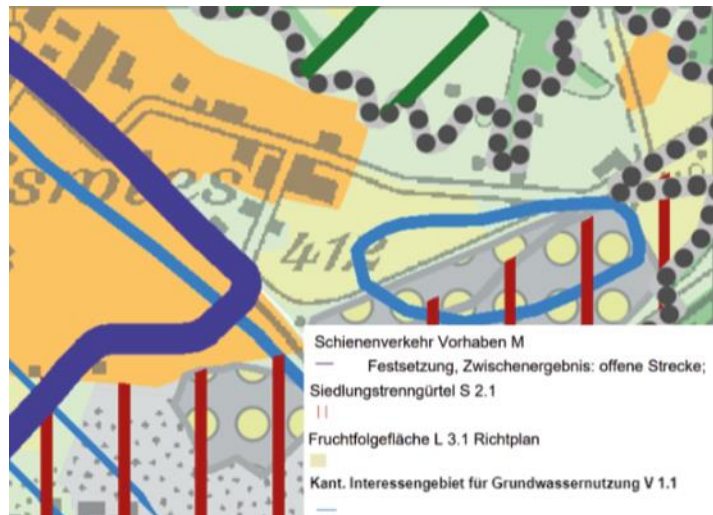 412
Schienenverkehr Vorhaben M
Festsetzung, Zwischenergebnis: offene Strecke;
Siedlungstrenngürtel S 2.1
Fruchtfolgefläche L 3.1 Richtplan
Kant. Interessengebiet für Grundwassernutzung V 1.1